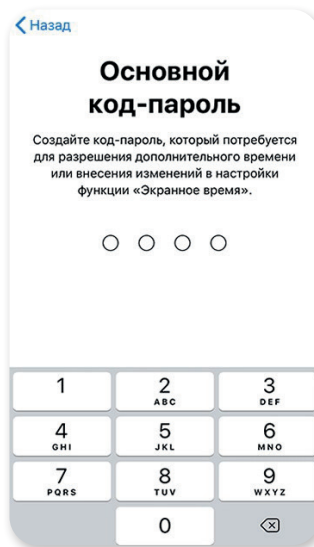 Назад
Основной
код-пароль
Создайте код-пароль, который потребуется
для разрешения дополнительного времени
или внесения изменений в настройки
функции «Экранное время».
1 2 3
ABC DEF
4 5 6
GHI JKL MNO
7 8 9
PQRS TUV WXYZ
0